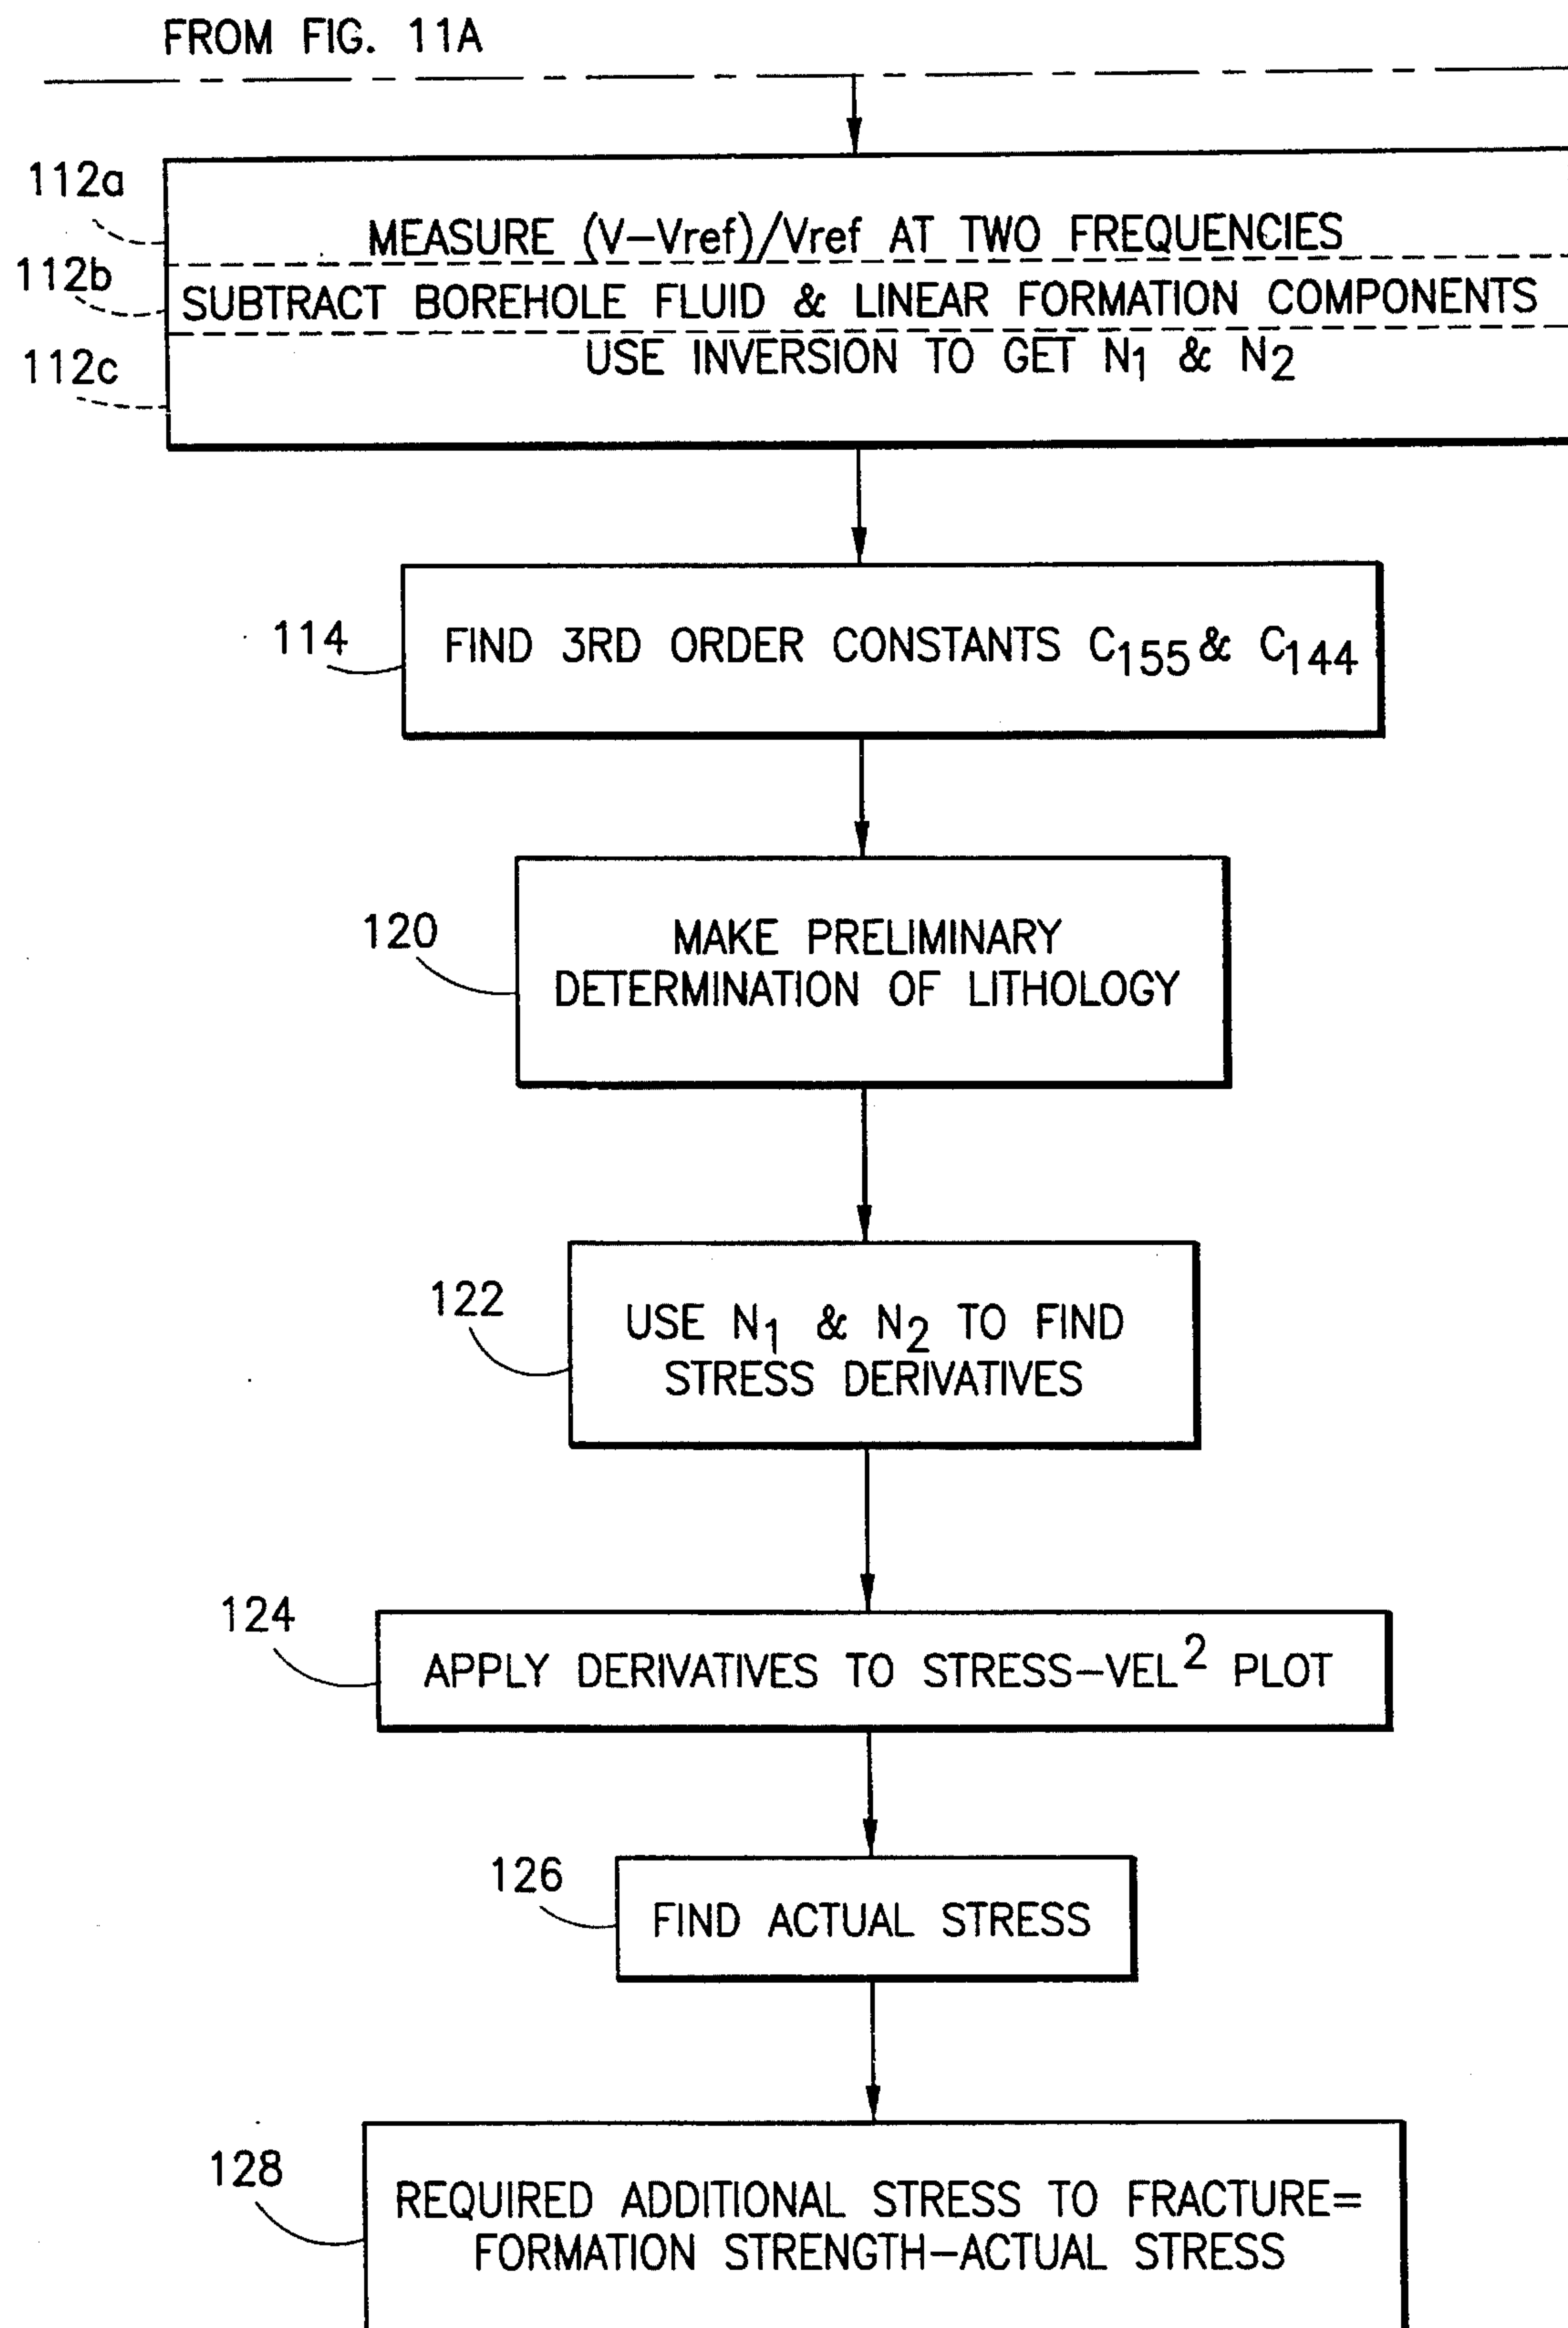 FROM FIG. 11A
112a
MEASURE (V-Vref)/Vref AT TWO FREQUENCIES
112b
SUBTRACT BOREHOLE FLUID & LINEAR FORMATION COMPONENTS
112c
USE INVERSION TO GET N1 & N2
114
FIND 3RD ORDER CONSTANTS C155 & C144
120
MAKE PRELIMINARY
DETERMINATION OF LITHOLOGY
122
USE N1 & N2 TO FIND
STRESS DERIVATIVES
124
APPLY DERIVATIVES TO STRESS-VEL2 PLOT
126
FIND ACTUAL STRESS
128
REQUIRED ADDITIONAL STRESS TO FRACTURE=
FORMATION STRENGTH-ACTUAL STRESS